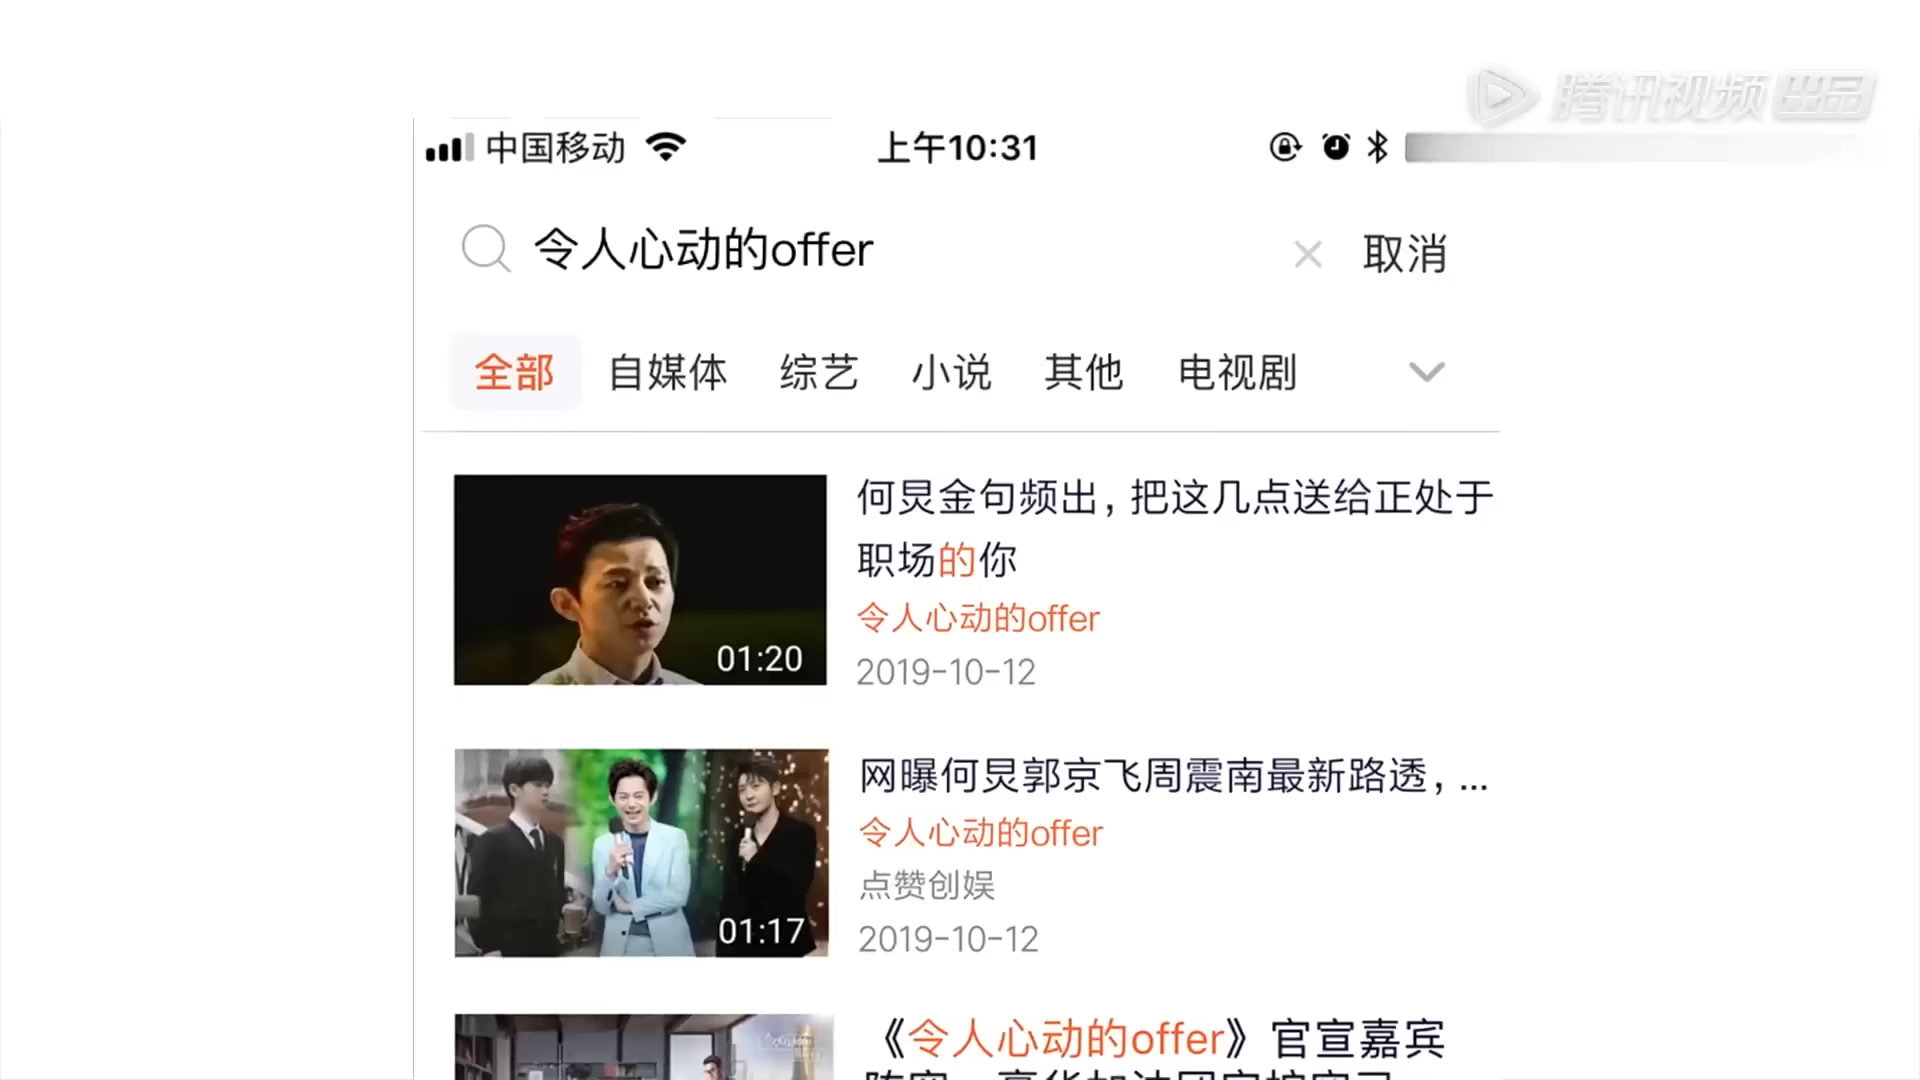 腾讯视频 出品
中国移动 上午10:31
令人心动的offer 取消
全部 自媒体 综艺 小说 其他 电视剧
何炅金句频出，把这几点送给正处于
职场的你
令人心动的offer
2019-10-12
01:20
网曝何炅郭京飞周震南最新路透，...
令人心动的offer
点赞创娱
2019-10-12
01:17
《令人心动的offer》官宣嘉宾